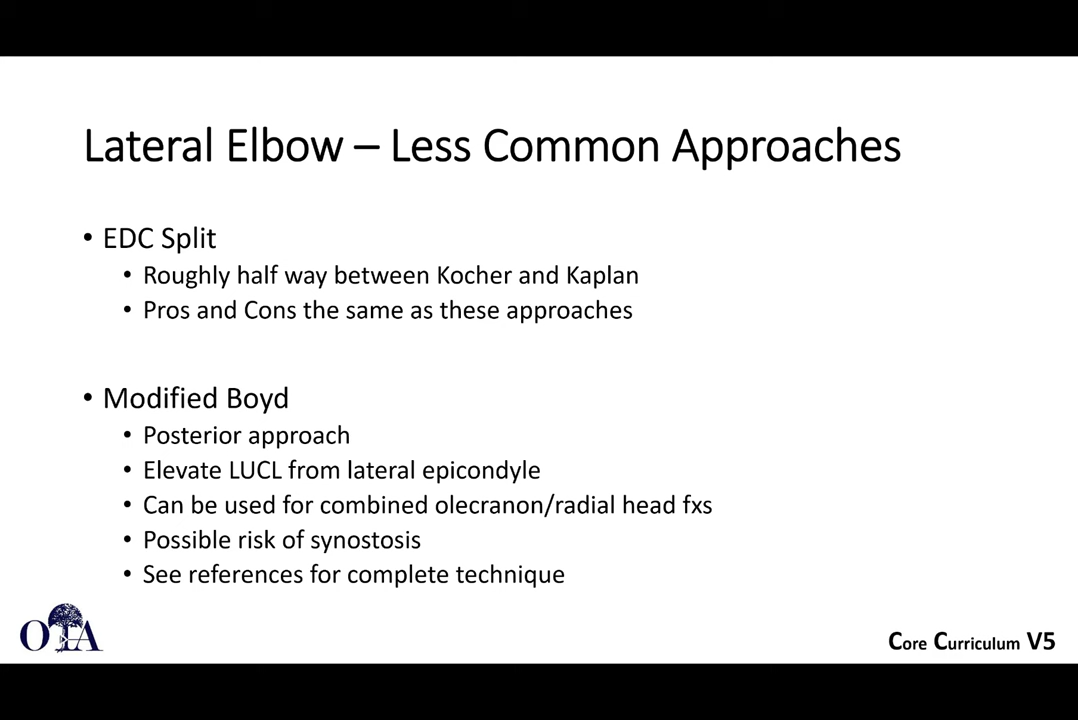 Lateral Elbow – Less Common Approaches
• EDC Split
• Roughly half way between Kocher and Kaplan
• Pros and Cons the same as these approaches
• Modified Boyd
• Posterior approach
• Elevate LUCL from lateral epicondyle
• Can be used for combined olecranon/radial head fxs
• Possible risk of synostosis
• See references for complete technique
OTA
Core Curriculum V5